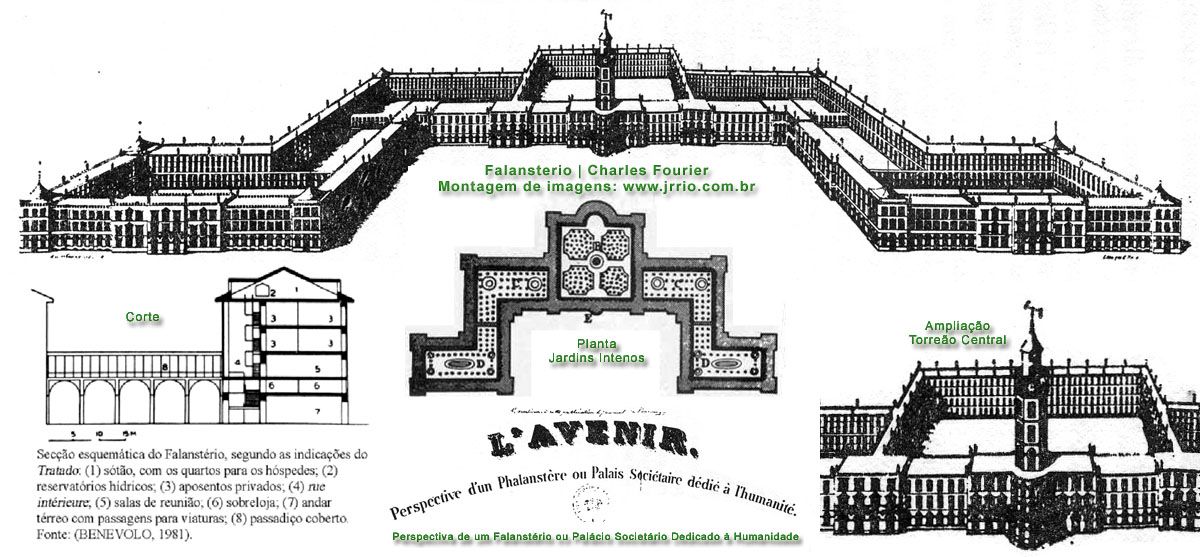 Falansterio | Charles Fourier
Montagem de imagens: www.jrrio.com.br
Corte
2 1
3 3
3 3
4
8
5
6 6
7
5 10 15M
Secção esquemática do Falanstério, segundo as indicações do
Tratado: (1) sótão, com os quartos para os hóspedes; (2)
reservatórios hídricos; (3) aposentos privados; (4) rue
intérieure; (5) salas de reunião; (6) sobreloja; (7) andar
térreo com passagens para viaturas; (8) passadiço coberto.
Fonte: (BENEVOLO, 1981).
E
D
D
Planta
Jardins Intenos
L'AVENIR.
Perspective d'un Phalanstère ou Palais Sociétaire dédié à l'humanité.
Perspectiva de um Falanstério ou Palácio Societário Dedicado à Humanidade
Ampliação
Torreão Central